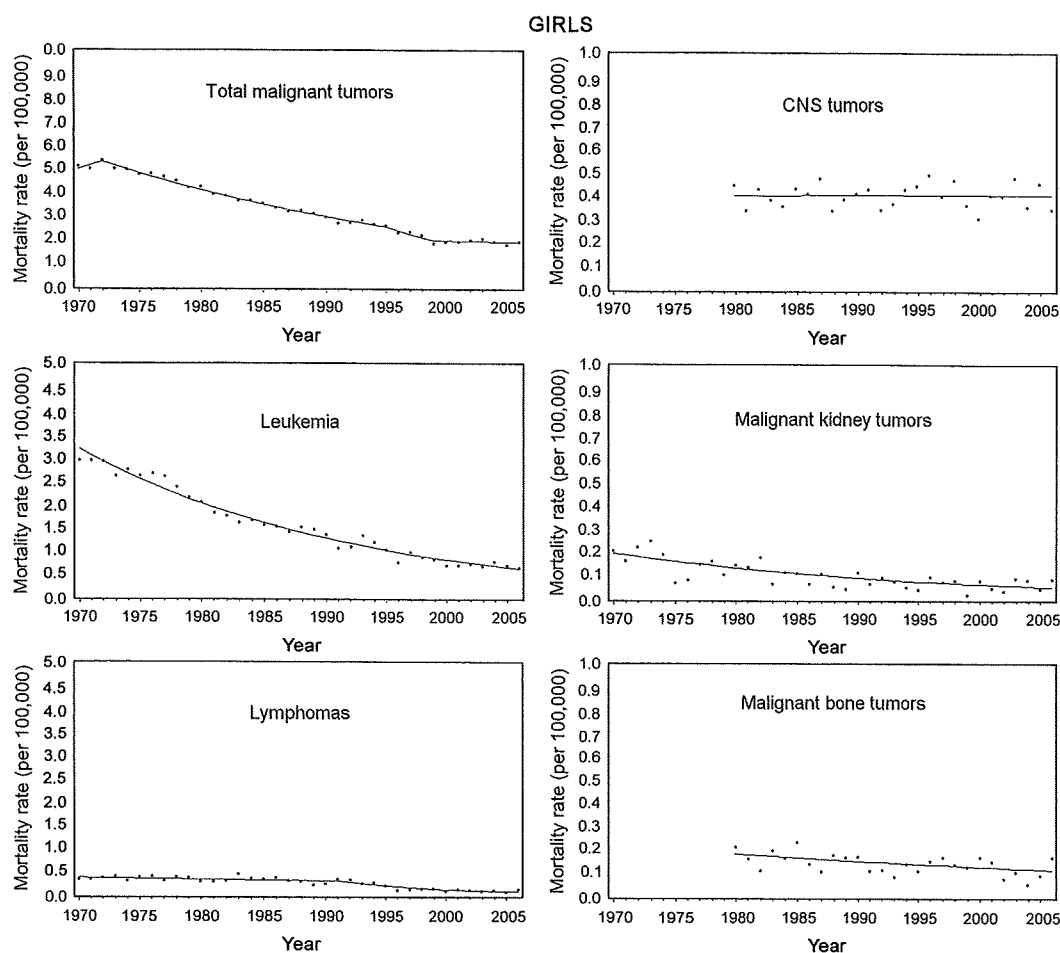 GIRLS
Mortality rate (per 100,000)
0.0
9.0
8.0
7.0
6.0
5.0
4.0
3.0
2.0
1.0
0.0
Total malignant tumors
1970 1975 1980 1985 1990 1995 2000 2005
Year
Mortality rate (per 100,000)
1.0
0.9
0.8
0.7
0.6
0.5
0.4
0.3
0.2
0.1
0.0
CNS tumors
1970 1975 1980 1985 1990 1995 2000 2005
Year
Mortality rate (per 100,000)
5.0
4.5
4.0
3.5
3.0
2.5
2.0
1.5
1.0
0.5
0.0
Leukemia
1970 1975 1980 1985 1990 1995 2000 2005
Year
Mortality rate (per 100,000)
1.0
0.9
0.8
0.7
0.6
0.5
0.4
0.3
0.2
0.1
0.0
Malignant kidney tumors
1970 1975 1980 1985 1990 1995 2000 2005
Year
Mortality rate (per 100,000)
5.0
4.5
4.0
3.5
3.0
2.5
2.0
1.5
1.0
0.5
0.0
Lymphomas
1970 1975 1980 1985 1990 1995 2000 2005
Year
Mortality rate (per 100,000)
1.0
0.9
0.8
0.7
0.6
0.5
0.4
0.3
0.2
0.1
0.0
Malignant bone tumors
1970 1975 1980 1985 1990 1995 2000 2005
Year